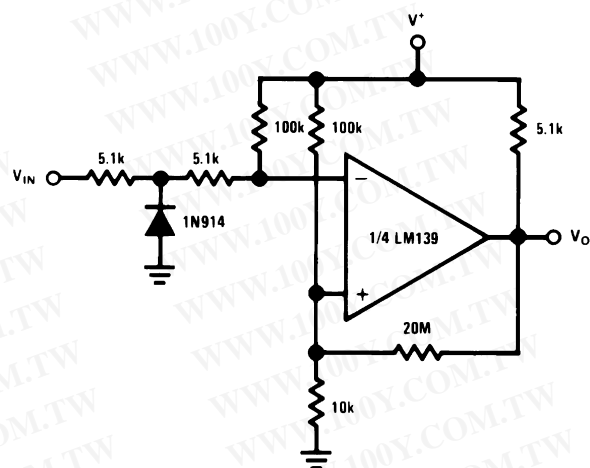 V+
100k
100k
5.1k
5.1k
5.1k
VIN
1N914
−
1/4 LM139
VO
+
20M
10k
WWW.100Y.COM.TW